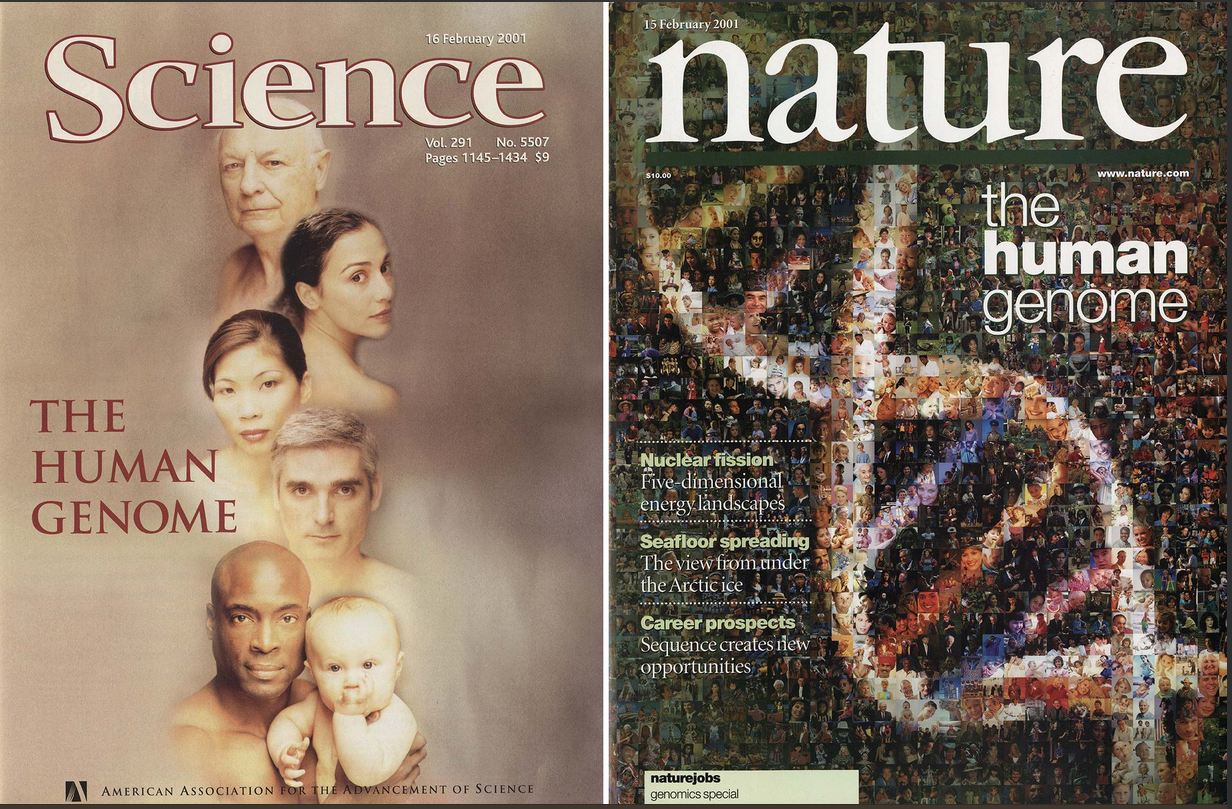 16 February 2001
Science
Vol. 291 No. 5507
Pages 1145–1434 $9
THE
HUMAN
GENOME
AMERICAN ASSOCIATION FOR THE ADVANCEMENT OF SCIENCE
15 February 2001
nature
$10.00
www.nature.com
the
human
genome
Nuclear fission
Five-dimensional
energy landscapes
Seafloor spreading
The view from under
the Arctic ice
Career prospects
Sequence creates new
opportunities
naturejobs
genomics special